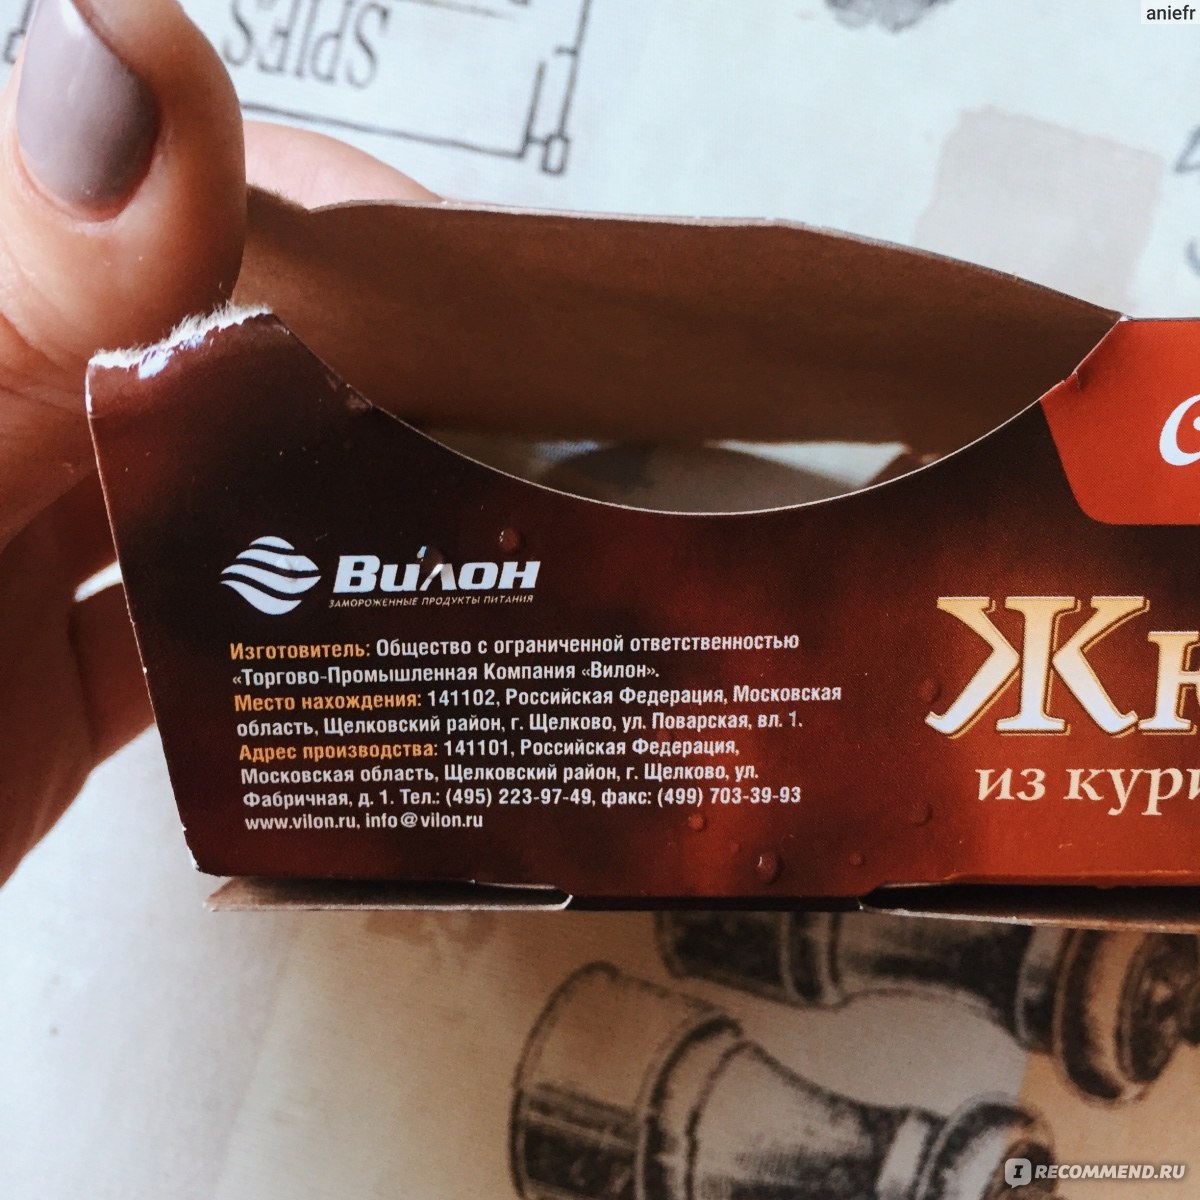 aniefr
SPIES
Вилон
ЗАМОРОЖЕННЫЕ ПРОДУКТЫ ПИТАНИЯ
Изготовитель: Общество с ограниченной ответственностью
«Торгово-Промышленная Компания «Вилон».
Место нахождения: 141102, Российская Федерация, Московская
область, Щелковский район, г. Щелково, ул. Поварская, вл. 1.
Адрес производства: 141101, Российская Федерация,
Московская область, Щелковский район, г. Щелково, ул.
Фабричная, д. 1. Тел.: (495) 223-97-49, факс: (499) 703-39-93
www.vilon.ru, info@vilon.ru
из кури
I RECOMMEND.RU